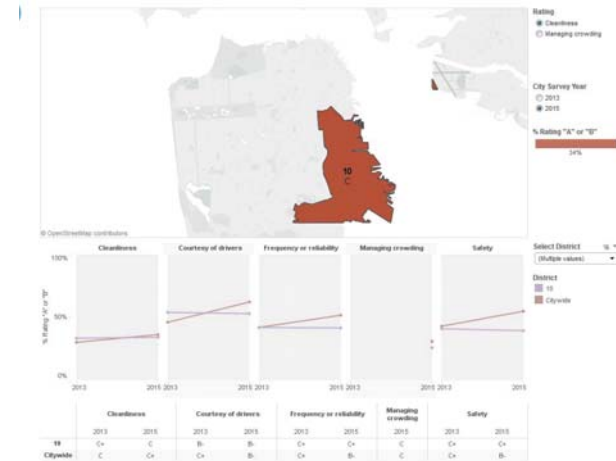 Rating
Cleanliness
Managing crowding
City Survey Year
2013
2015
% Rating "A" or "B"
34%
10
C
© OpenStreetMap contributors
Cleanliness Courtesy of drivers Frequency or reliability Managing crowding Safety
Select District
(Multiple values)
District
10
Citywide
% Rating "A" or "B"
100%
50%
0%
2013 2015 2013 2015 2013 2015 2013 2015 2013 2015
Cleanliness Courtesy of drivers Frequency or reliability Managing crowding Safety
2013 2015 2013 2015 2013 2015 2015 2013 2015
10 C+ C B- B- C+ C+ C C+ C+
Citywide C C+ C+ B- C+ B- C C+ B-